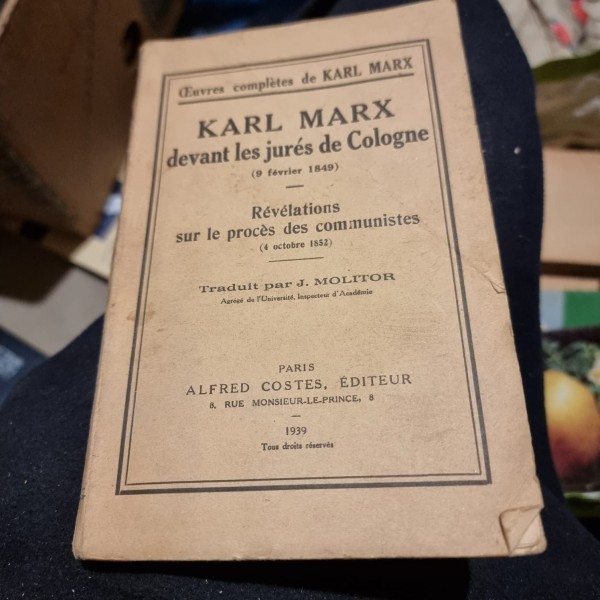 Œuvres complètes de KARL MARX
KARL MARX
devant les jurés de Cologne
(9 février 1849)
Révélations
sur le procès des communistes
(4 octobre 1852)
Traduit par J. MOLITOR
Agrégé de l'Université, Inspecteur d'Académie
PARIS
ALFRED COSTES, ÉDITEUR
8, RUE MONSIEUR-LE-PRINCE, 8
1939
Tous droits réservés